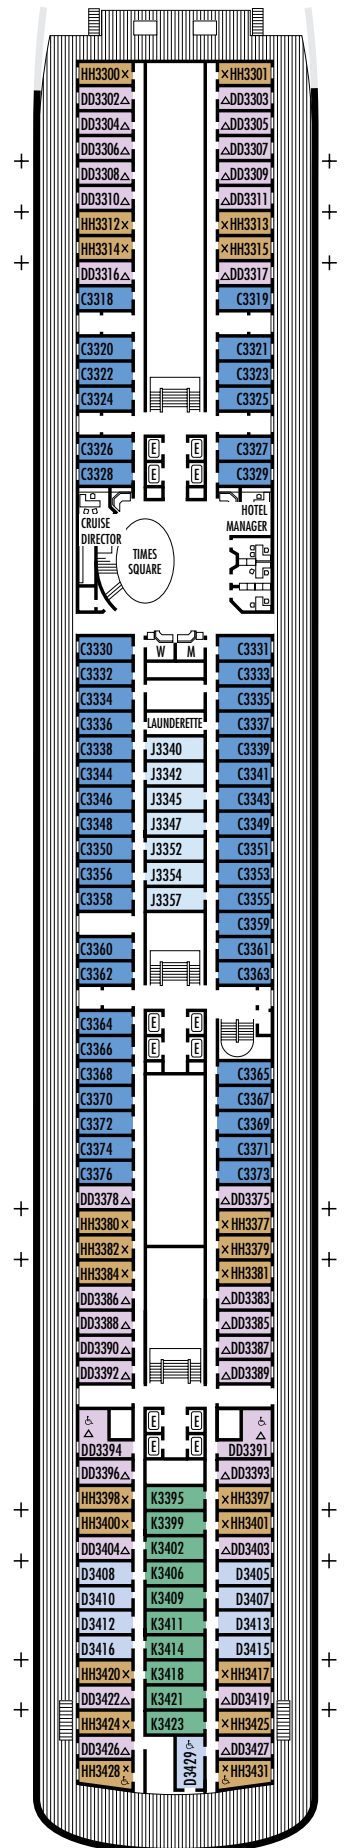 HH3300× ×HH3301
DD3302△ △DD3303
DD3304△ △DD3305
DD3306△ △DD3307
DD3308△ △DD3309
DD3310△ △DD3311
HH3312× ×HH3313
HH3314× ×HH3315
DD3316△ △DD3317
C3318 C3319
C3320 C3321
C3322 C3323
C3324 C3325
C3326 E E C3327
C3328 E E C3329
CRUISE DIRECTOR
HOTEL MANAGER
TIMES SQUARE
C3330 W M C3331
C3332 C3333
C3334 C3335
C3336 LAUNDERETTE C3337
C3338 J3340 C3339
C3344 J3342 C3341
C3346 J3345 C3343
C3348 J3347 C3349
C3350 J3352 C3351
C3356 J3354 C3353
C3358 J3357 C3355
C3359
C3360 C3361
C3362 C3363
C3364 E E
C3366 E E
C3368 C3365
C3370 C3367
C3372 C3369
C3374 C3371
C3376 C3373
DD3378△ △DD3375
HH3380× ×HH3377
HH3382× ×HH3379
HH3384× ×HH3381
DD3386△ △DD3383
DD3388△ △DD3385
DD3390△ △DD3387
DD3392△ △DD3389
♿ △ E E ♿ △
DD3394 E E DD3391
DD3396△ △DD3393
HH3398× K3395 ×HH3397
HH3400× K3399 ×HH3401
DD3404△ K3402 △DD3403
D3408 K3406 D3405
D3410 K3409 D3407
D3412 K3411 D3413
D3416 K3414 D3415
HH3420× K3418 ×HH3417
DD3422△ K3421 △DD3419
HH3424× K3423 ×HH3425
DD3426△ D3429 ♿ △DD3427
HH3428× ♿ ♿ ×HH3431